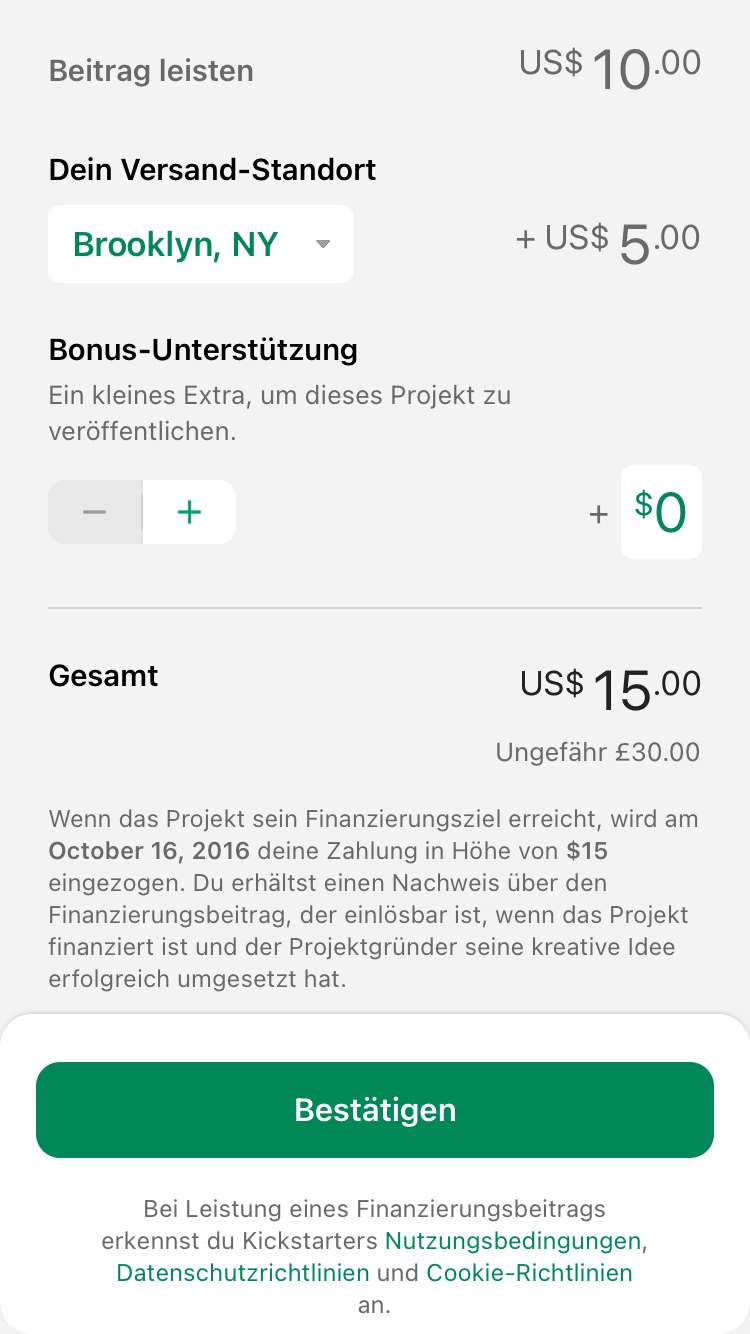 Beitrag leisten US$ 10.00
Dein Versand-Standort
Brooklyn, NY + US$ 5.00
Bonus-Unterstützung
Ein kleines Extra, um dieses Projekt zu
veröffentlichen.
− + + $0
Gesamt US$ 15.00
Ungefähr £30.00
Wenn das Projekt sein Finanzierungsziel erreicht, wird am
October 16, 2016 deine Zahlung in Höhe von $15
eingezogen. Du erhältst einen Nachweis über den
Finanzierungsbeitrag, der einlösbar ist, wenn das Projekt
finanziert ist und der Projektgründer seine kreative Idee
erfolgreich umgesetzt hat.
Bestätigen
Bei Leistung eines Finanzierungsbeitrags
erkennst du Kickstarters Nutzungsbedingungen,
Datenschutzrichtlinien und Cookie-Richtlinien
an.